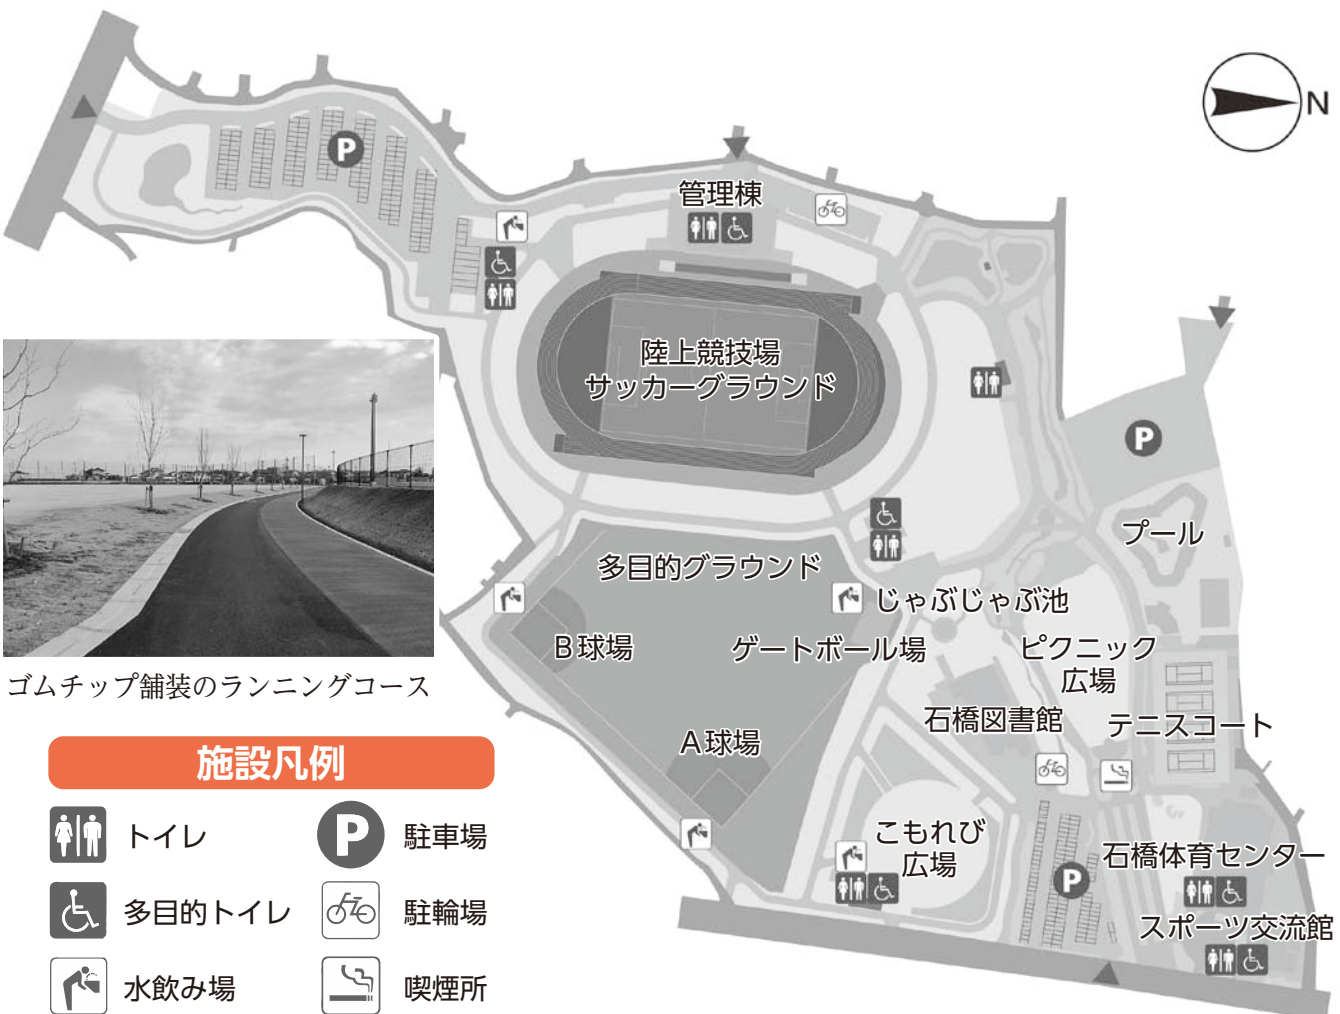 N
P
管理棟
陸上競技場
サッカーグラウンド
P
プール
多目的グラウンド
じゃぶじゃぶ池
B球場
ゲートボール場
ピクニック
広場
石橋図書館
テニスコート
A球場
こもれび
広場
P
石橋体育センター
スポーツ交流館
ゴムチップ舗装のランニングコース
施設凡例
トイレ
P 駐車場
多目的トイレ
駐輪場
水飲み場
喫煙所